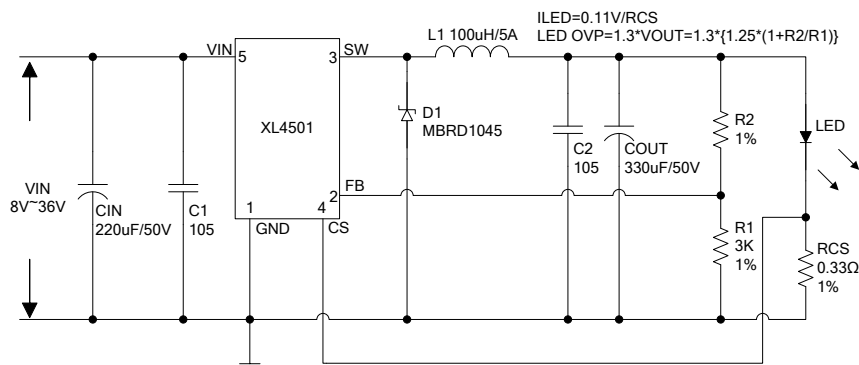 ILED=0.11V/RCS
LED OVP=1.3*VOUT=1.3*{1.25*(1+R2/R1)}
L1 100uH/5A
VIN
5
3
SW
XL4501
D1
MBRD1045
R2
1%
LED
C2
105
COUT
330uF/50V
VIN
8V~36V
CIN
220uF/50V
C1
105
2
FB
1
GND
4
CS
R1
3K
1%
RCS
0.33Ω
1%